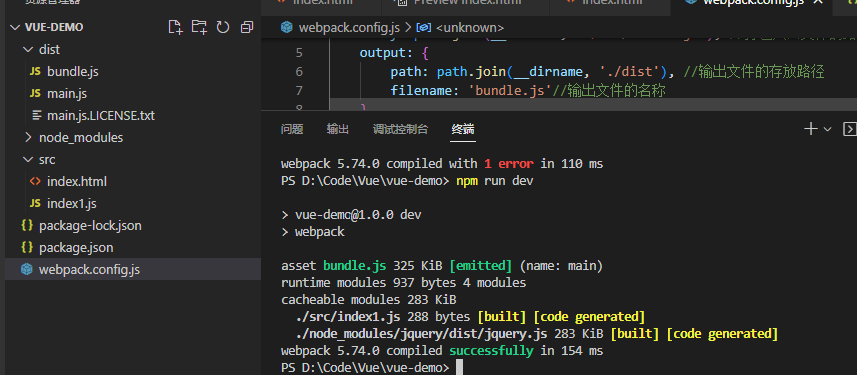 资源管理器
VUE-DEMO
dist
JS bundle.js
JS main.js
main.js.LICENSE.txt
node_modules
src
<> index.html
JS index1.js
{} package-lock.json
{} package.json
webpack.config.js
index.html
Preview index.html
index.html
webpack.config.js
webpack.config.js > <unknown>
5 output: {
6 path: path.join(__dirname, './dist'), //输出文件的存放路径
7 filename: 'bundle.js'//输出文件的名称
8 }
问题 输出 调试控制台 终端
webpack 5.74.0 compiled with 1 error in 110 ms
PS D:\Code\Vue\vue-demo> npm run dev
> vue-demo@1.0.0 dev
> webpack
asset bundle.js 325 KiB [emitted] (name: main)
runtime modules 937 bytes 4 modules
cacheable modules 283 KiB
./src/index1.js 288 bytes [built] [code generated]
./node_modules/jquery/dist/jquery.js 283 KiB [built] [code generated]
webpack 5.74.0 compiled successfully in 154 ms
PS D:\Code\Vue\vue-demo>